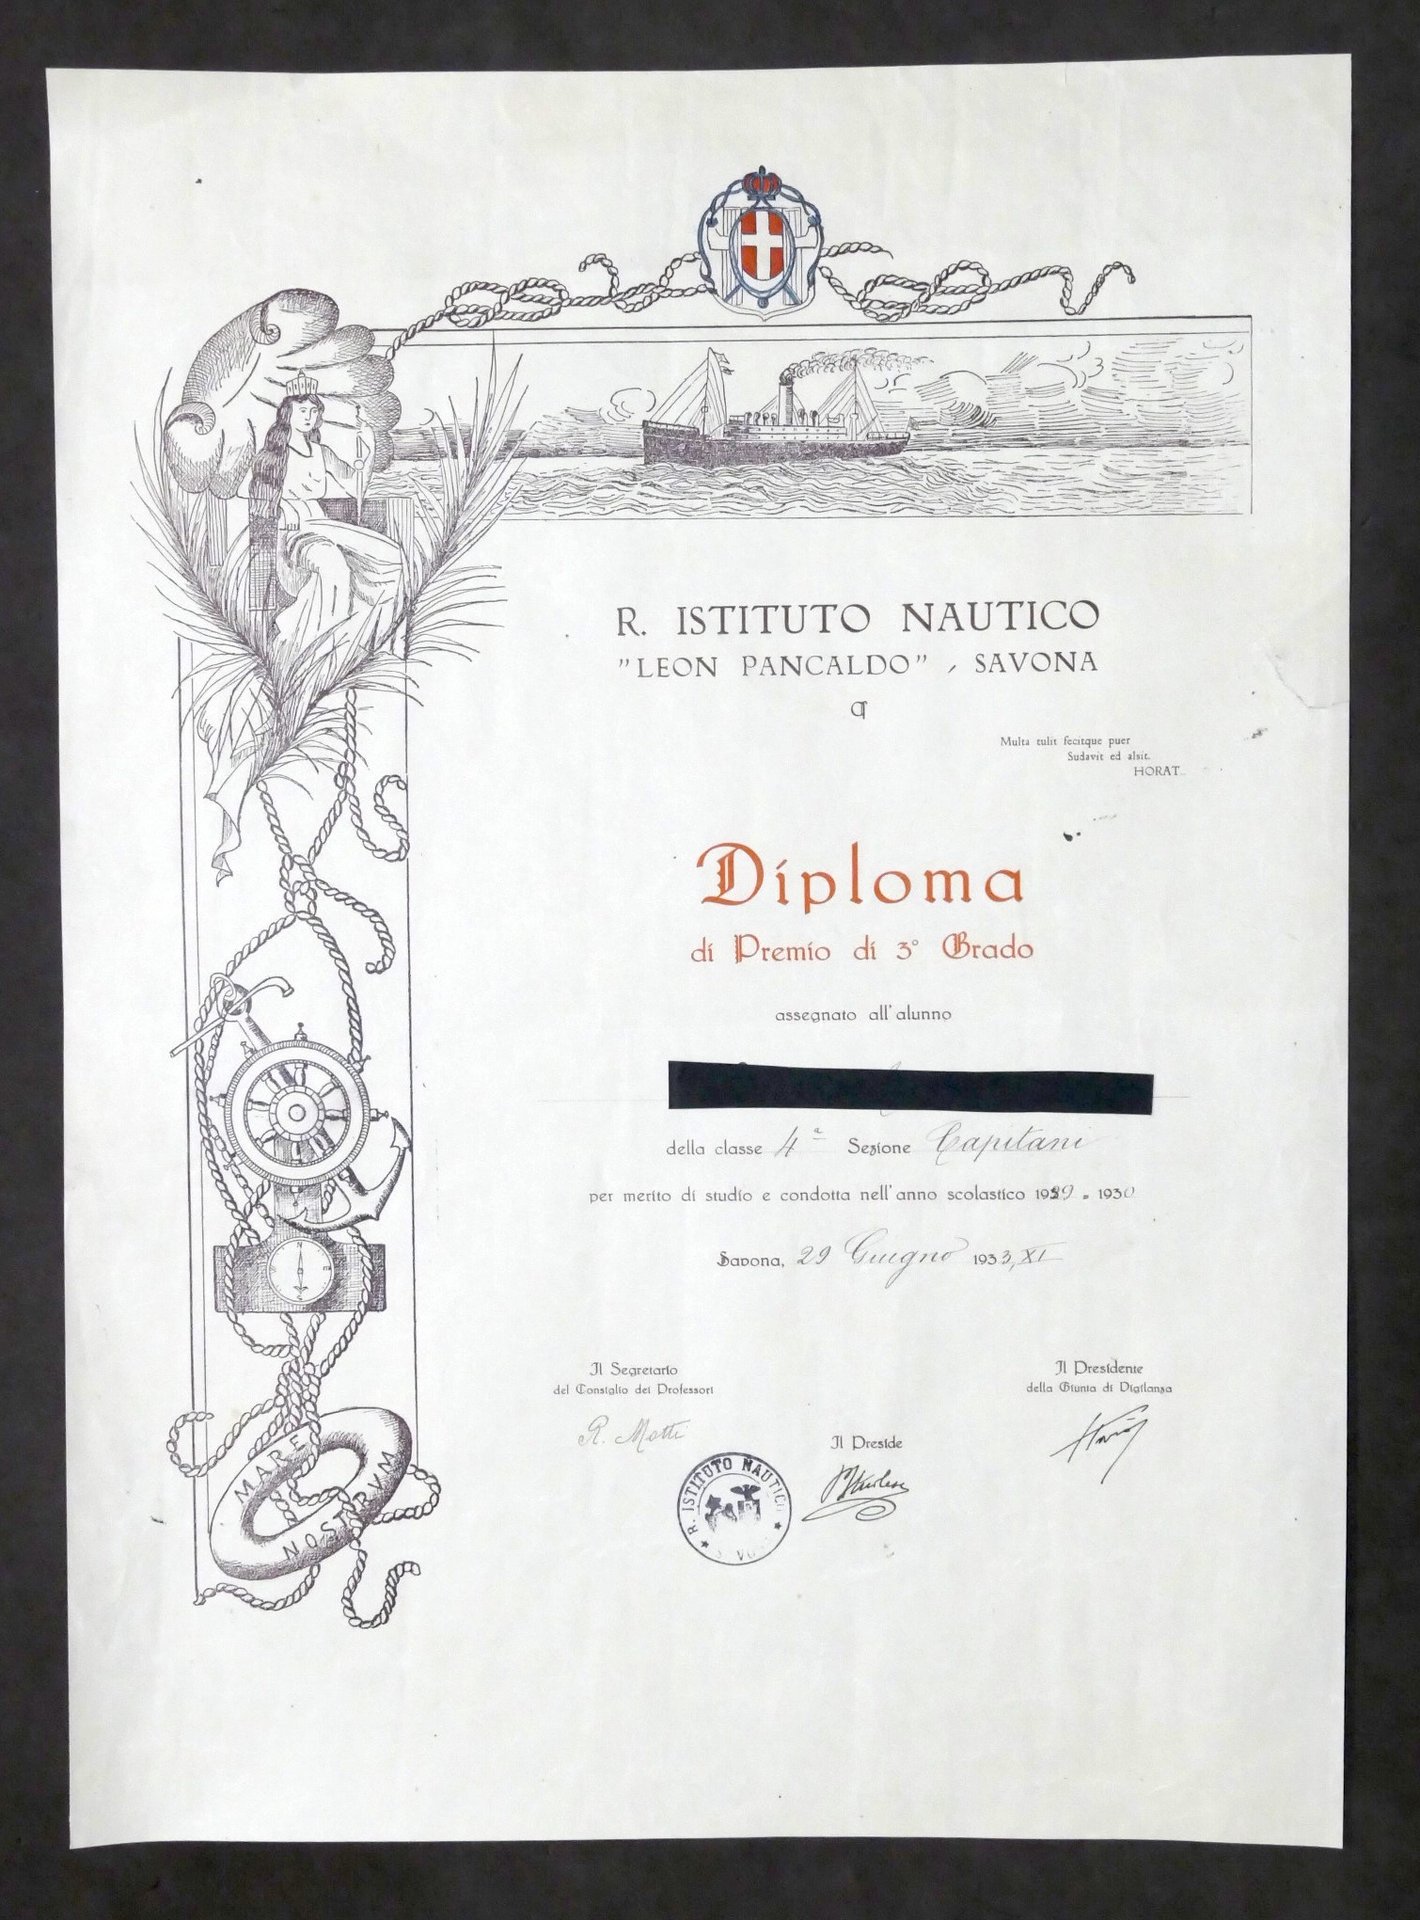 R. ISTITUTO NAUTICO
"LEON PANCALDO" - SAVONA
Multa tulit fecitque puer
Sudavit ed alsit.
HORAT.
Diploma
di Premio di 3° Grado
assegnato all'alunno
della classe 4a Sezione Capitani
per merito di studio e condotta nell'anno scolastico 1929 - 1930
Savona, 29 Giugno 1933, XI
Il Segretario
del Consiglio dei Professori
R. Motti
Il Presidente
della Giunta di Vigilanza
Il Preside
R. ISTITUTO NAUTICO
MARE
NOSTRVM
N
S